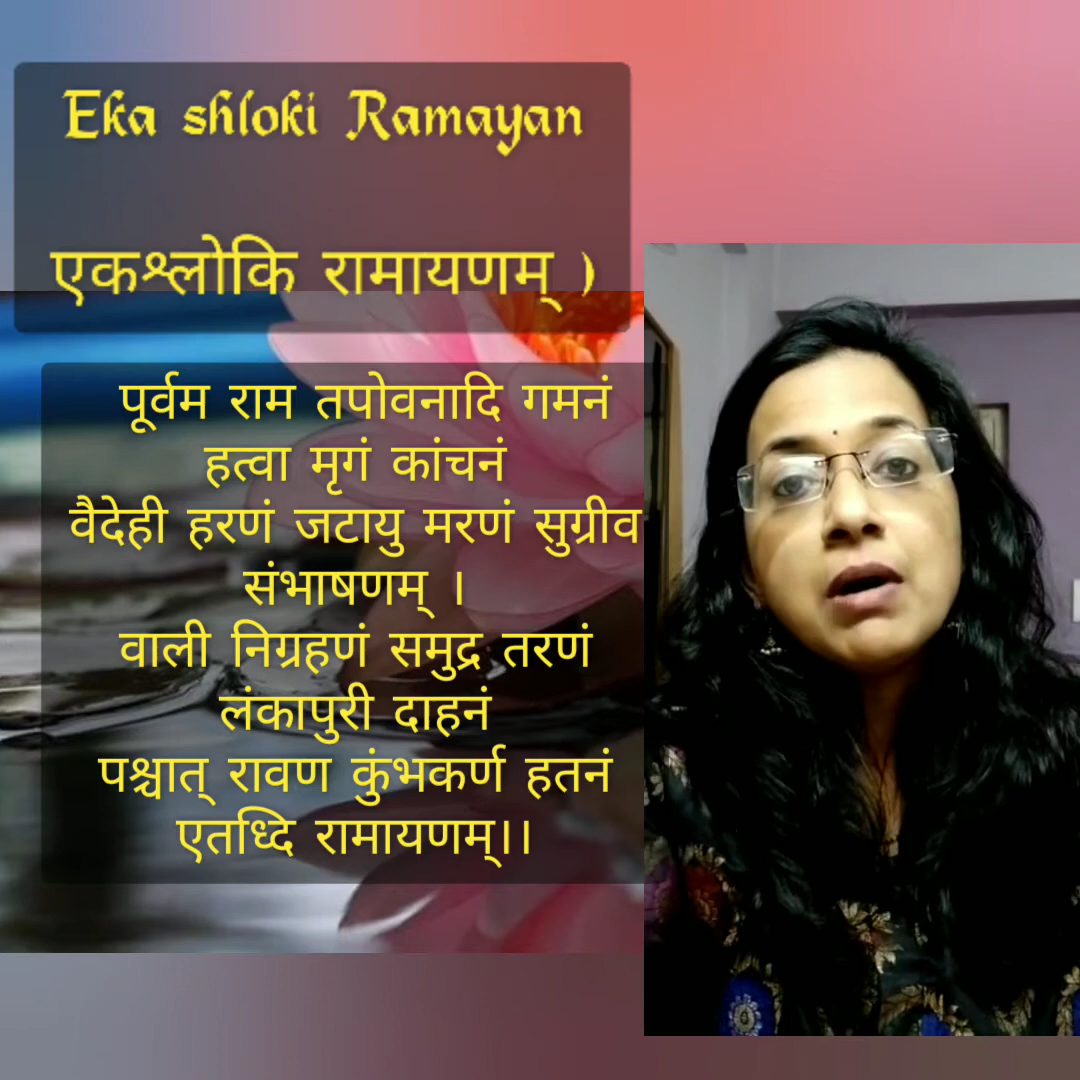 Eka shloki Ramayan
एकश्लोकि रामायणम् )
पूर्वम राम तपोवनादि गमनं
हत्वा मृगं कांचनं
वैदेही हरणं जटायु मरणं सुग्रीव
संभाषणम् ।
वाली निग्रहणं समुद्र तरणं
लंकापुरी दाहनं
पश्चात् रावण कुंभकर्ण हतनं
एतध्दि रामायणम्।।